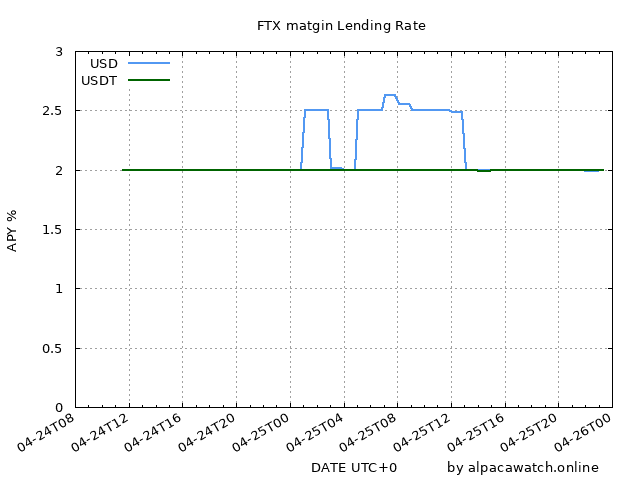 FTX matgin Lending Rate
USD
USDT
3
2.5
2
1.5
1
0.5
0
APY %
04-24T08
04-24T12
04-24T16
04-24T20
04-25T00
04-25T04
04-25T08
04-25T12
04-25T16
04-25T20
04-26T00
DATE UTC+0
by alpacawatch.online